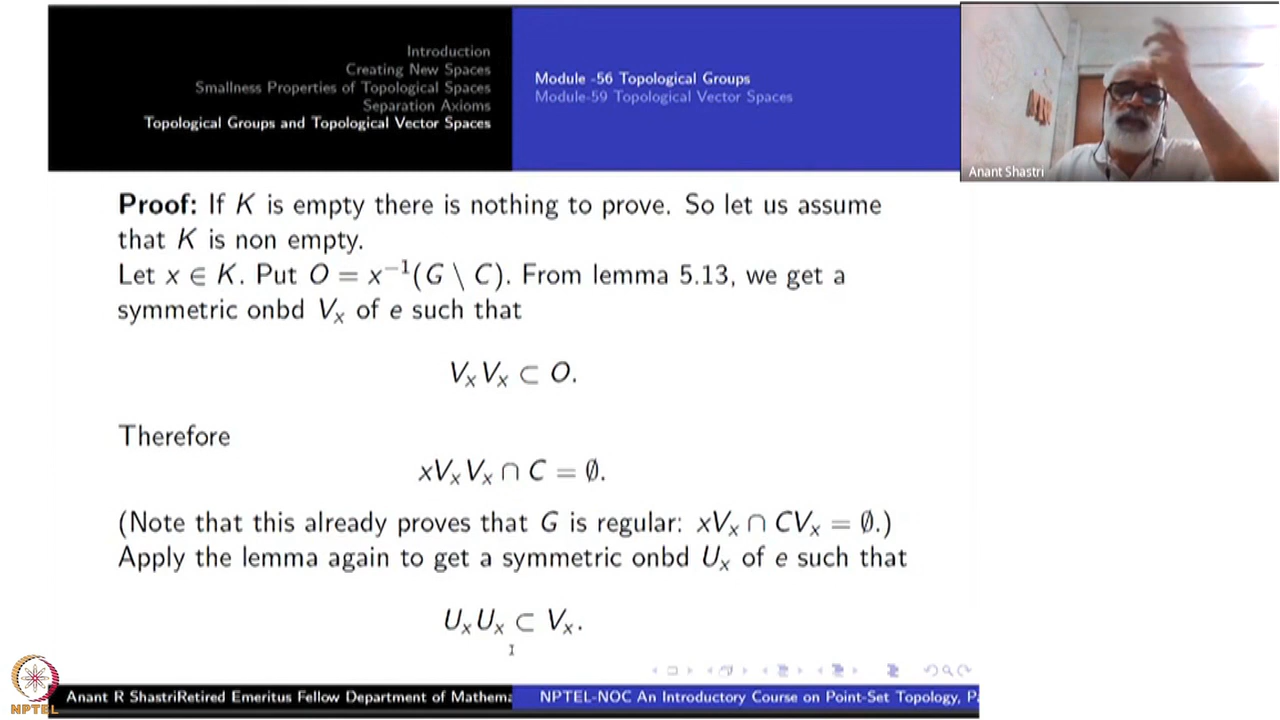 Introduction
Creating New Spaces
Smallness Properties of Topological Spaces
Separation Axioms
Topological Groups and Topological Vector Spaces
Module -56 Topological Groups
Module-59 Topological Vector Spaces
Anant Shastri
Proof: If K is empty there is nothing to prove. So let us assume
that K is non empty.
Let x ∈ K. Put O = x⁻¹(G \ C). From lemma 5.13, we get a
symmetric onbd Vₓ of e such that
VₓVₓ ⊂ O.
Therefore
xVₓVₓ ∩ C = ∅.
(Note that this already proves that G is regular: xVₓ ∩ CVₓ = ∅.)
Apply the lemma again to get a symmetric onbd Uₓ of e such that
UₓUₓ ⊂ Vₓ.
NPTEL
Anant R ShastriRetired Emeritus Fellow Department of Mathema
NPTEL-NOC An Introductory Course on Point-Set Topology, Pa